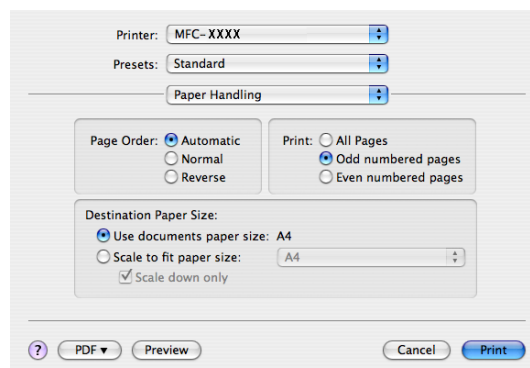 Printer: MFC-XXXX
Presets: Standard
Paper Handling
Page Order: Automatic
Normal
Reverse
Print: All Pages
Odd numbered pages
Even numbered pages
Destination Paper Size:
Use documents paper size: A4
Scale to fit paper size: A4
Scale down only
? PDF▼ Preview Cancel Print